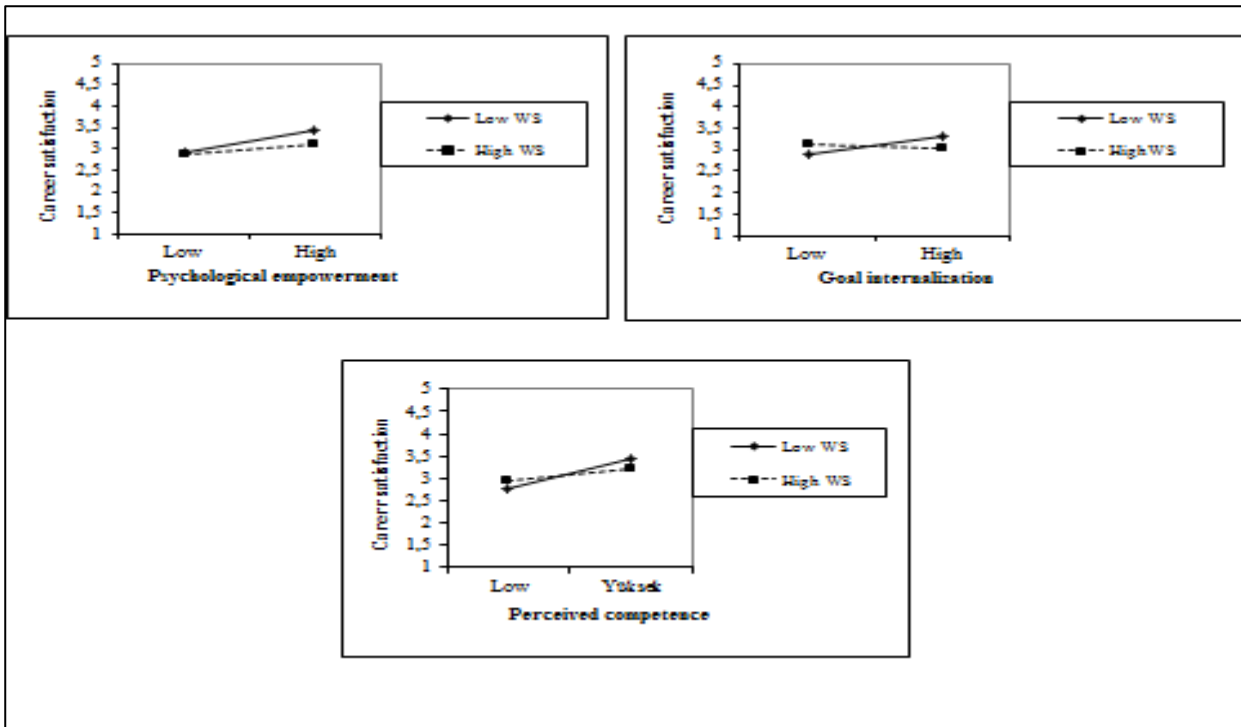 Career satisfaction
5
4,5
4
3,5
3
2,5
2
1,5
1
Low High
Psychological empowerment
Low WS
High WS
Career satisfaction
5
4,5
4
3,5
3
2,5
2
1,5
1
Low High
Goal internalization
Low WS
High WS
Career satisfaction
5
4,5
4
3,5
3
2,5
2
1,5
1
Low Yüksek
Perceived competence
Low WS
High WS